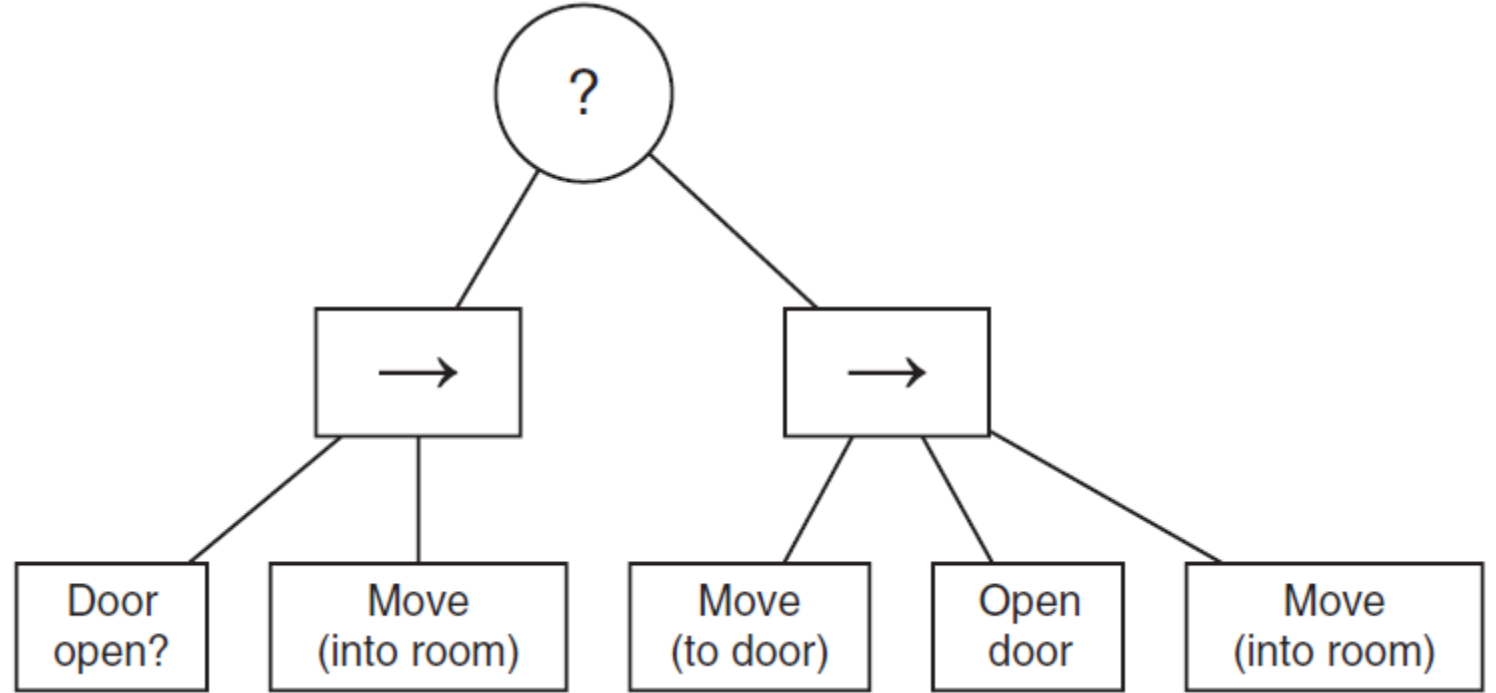 ?
→
→
Door
open?
Move
(into room)
Move
(to door)
Open
door
Move
(into room)